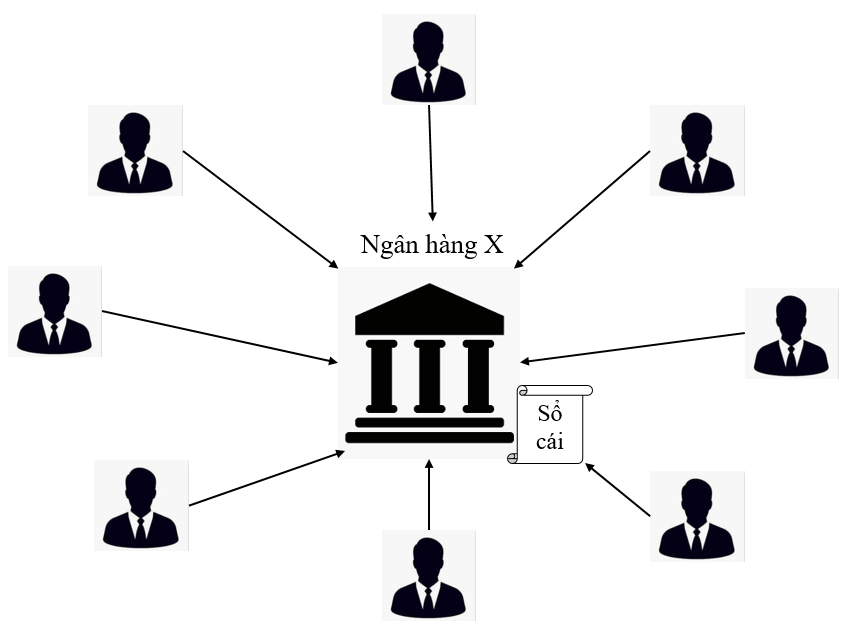 Ngân hàng X
Sổ
cái